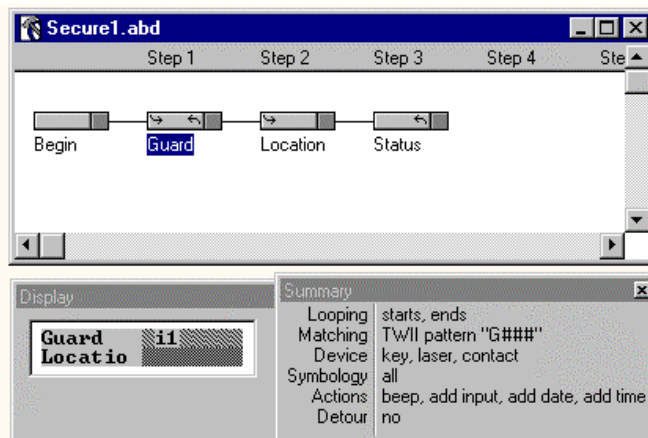 Secure1.abd
Step 1 Step 2 Step 3 Step 4 Ste
Begin Guard Location Status
Display
Guard i1
Locatio
Summary
Looping starts, ends
Matching TWII pattern "G###"
Device key, laser, contact
Symbology all
Actions beep, add input, add date, add time
Detour no